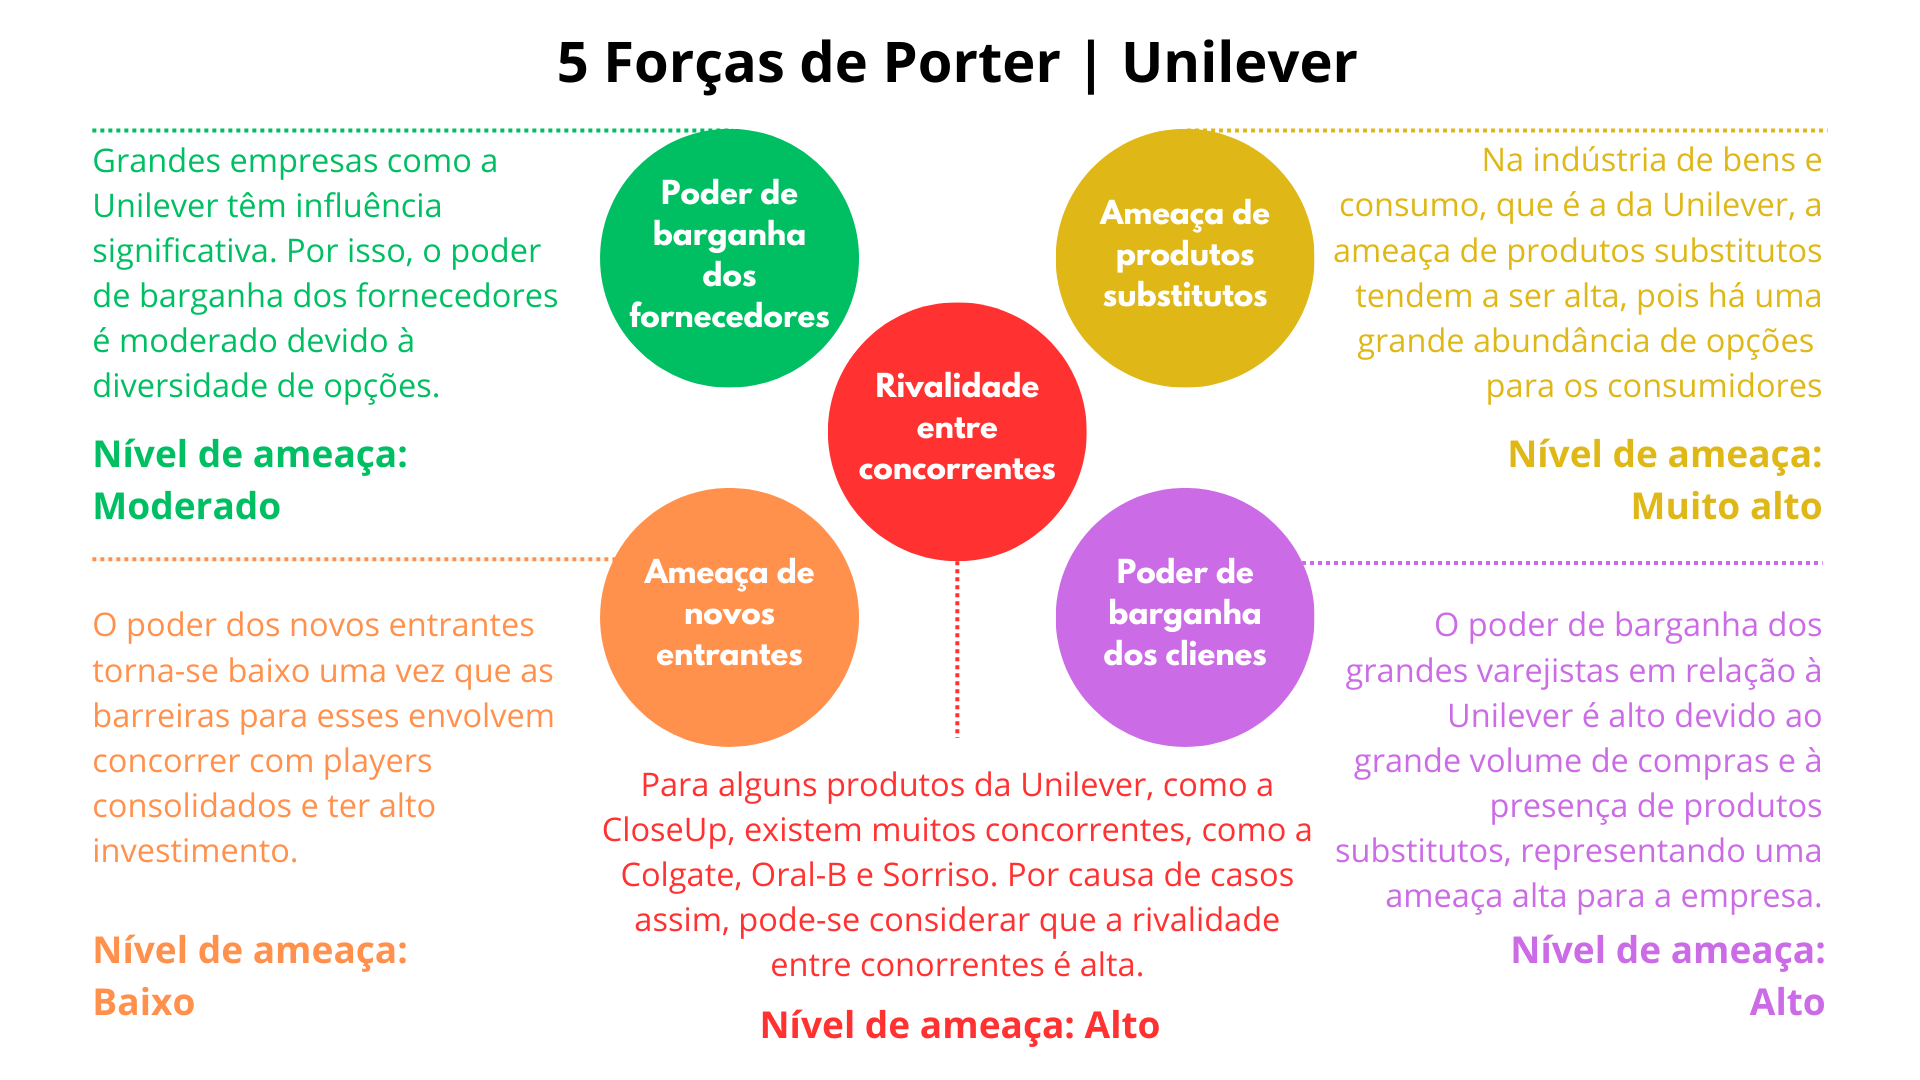 5 Forças de Porter | Unilever
Grandes empresas como a
Unilever têm influência
significativa. Por isso, o poder
de barganha dos fornecedores
é moderado devido à
diversidade de opções.
Nível de ameaça:
Moderado
Poder de
barganha
dos
fornecedores
Ameaça de
produtos
substitutos
Na indústria de bens e
consumo, que é a da Unilever, a
ameaça de produtos substitutos
tendem a ser alta, pois há uma
grande abundância de opções
para os consumidores
Nível de ameaça:
Muito alto
Rivalidade
entre
concorrentes
O poder dos novos entrantes
torna-se baixo uma vez que as
barreiras para esses envolvem
concorrer com players
consolidados e ter alto
investimento.
Nível de ameaça:
Baixo
Ameaça de
novos
entrantes
Poder de
barganha
dos clienes
O poder de barganha dos
grandes varejistas em relação à
Unilever é alto devido ao
grande volume de compras e à
presença de produtos
substitutos, representando uma
ameaça alta para a empresa.
Nível de ameaça:
Alto
Para alguns produtos da Unilever, como a
CloseUp, existem muitos concorrentes, como a
Colgate, Oral-B e Sorriso. Por causa de casos
assim, pode-se considerar que a rivalidade
entre conorrentes é alta.
Nível de ameaça: Alto